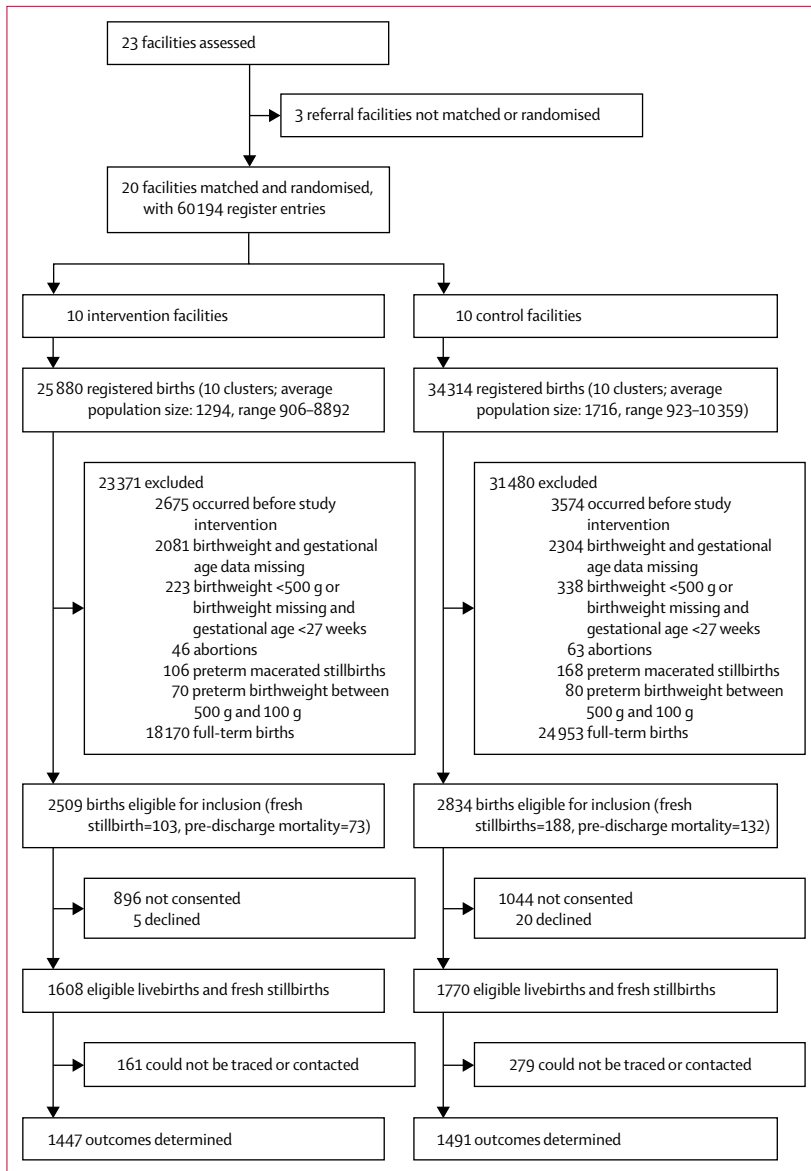 23 facilities assessed
3 referral facilities not matched or randomised
20 facilities matched and randomised,
with 60 194 register entries
10 intervention facilities
25 880 registered births (10 clusters; average
population size: 1294, range 906–8892
23 371 excluded
2675 occurred before study
intervention
2081 birthweight and gestational
age data missing
223 birthweight <500 g or
birthweight missing and
gestational age <27 weeks
46 abortions
106 preterm macerated stillbirths
70 preterm birthweight between
500 g and 100 g
18 170 full-term births
2509 births eligible for inclusion (fresh
stillbirth=103, pre-discharge mortality=73)
896 not consented
5 declined
1608 eligible livebirths and fresh stillbirths
161 could not be traced or contacted
1447 outcomes determined
10 control facilities
34 314 registered births (10 clusters; average
population size: 1716, range 923–10 359)
31 480 excluded
3574 occurred before study
intervention
2304 birthweight and gestational
age data missing
338 birthweight <500 g or
birthweight missing and
gestational age <27 weeks
63 abortions
168 preterm macerated stillbirths
80 preterm birthweight between
500 g and 100 g
24 953 full-term births
2834 births eligible for inclusion (fresh
stillbirths=188, pre-discharge mortality=132)
1044 not consented
20 declined
1770 eligible livebirths and fresh stillbirths
279 could not be traced or contacted
1491 outcomes determined